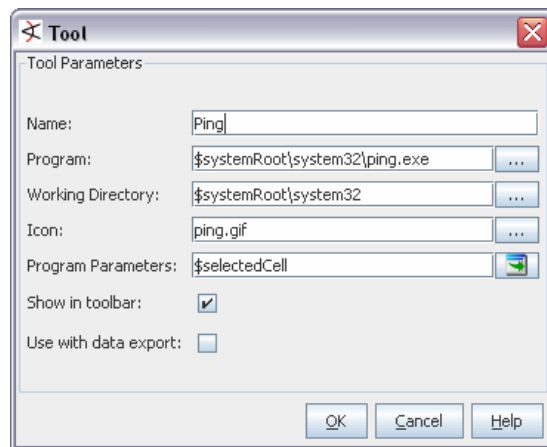 Tool
Tool Parameters
Name: Ping
Program: $systemRoot\system32\ping.exe ...
Working Directory: $systemRoot\system32 ...
Icon: ping.gif ...
Program Parameters: $selectedCell
Show in toolbar:
Use with data export:
OK Cancel Help